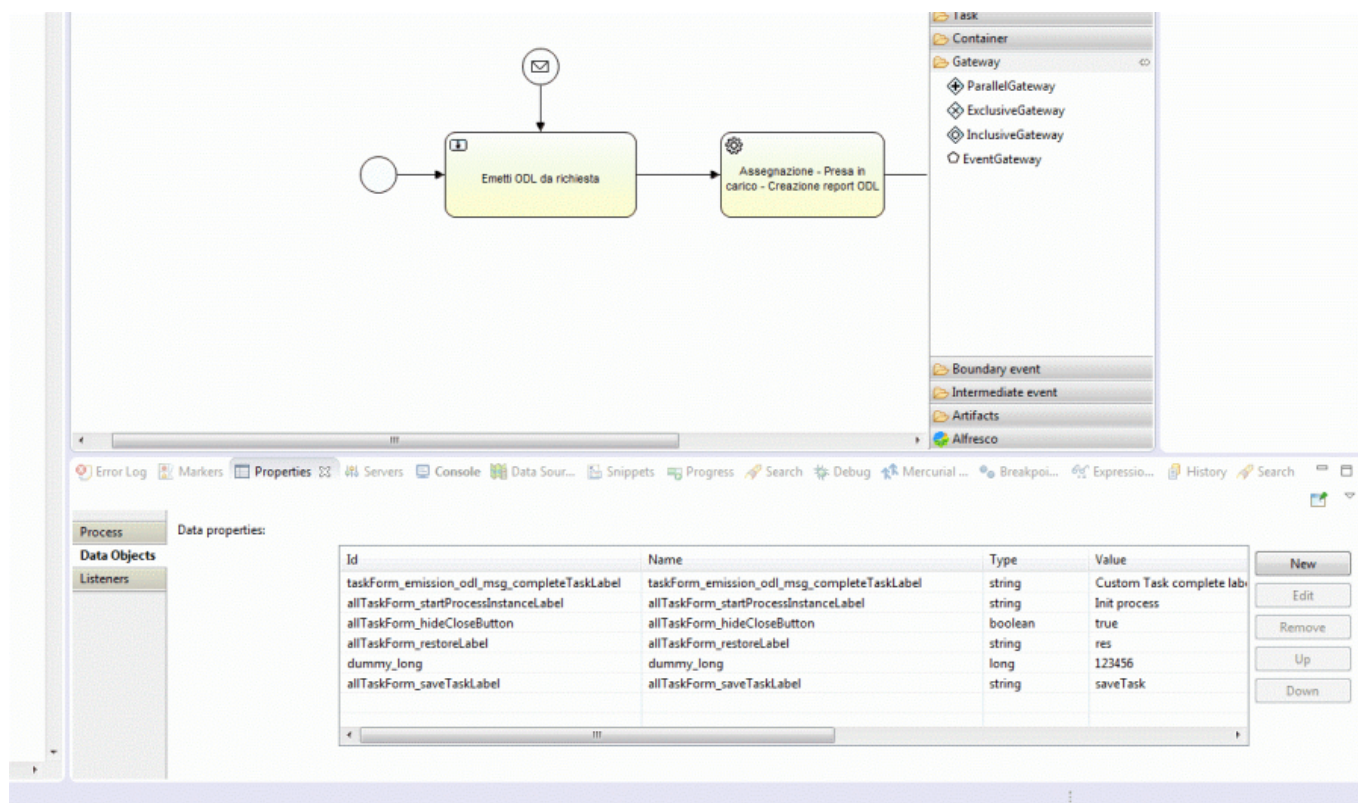 Task
Container
Gateway
ParallelGateway
ExclusiveGateway
InclusiveGateway
EventGateway
Emetti ODL da richiesta
Assegnazione - Presa in
carico - Creazione report ODL
Boundary event
Intermediate event
Artifacts
Alfresco
Error Log Markers Properties Servers Console Data Sour... Snippets Progress Search Debug Mercurial ... Breakpoi... Expressio... History Search
Process
Data Objects
Listeners
Data properties:
Id Name Type Value
taskForm_emission_odl_msg_completeTaskLabel taskForm_emission_odl_msg_completeTaskLabel string Custom Task complete labe
allTaskForm_startProcessInstanceLabel allTaskForm_startProcessInstanceLabel string Init process
allTaskForm_hideCloseButton allTaskForm_hideCloseButton boolean true
allTaskForm_restoreLabel allTaskForm_restoreLabel string res
dummy_long dummy_long long 123456
allTaskForm_saveTaskLabel allTaskForm_saveTaskLabel string saveTask
New
Edit
Remove
Up
Down